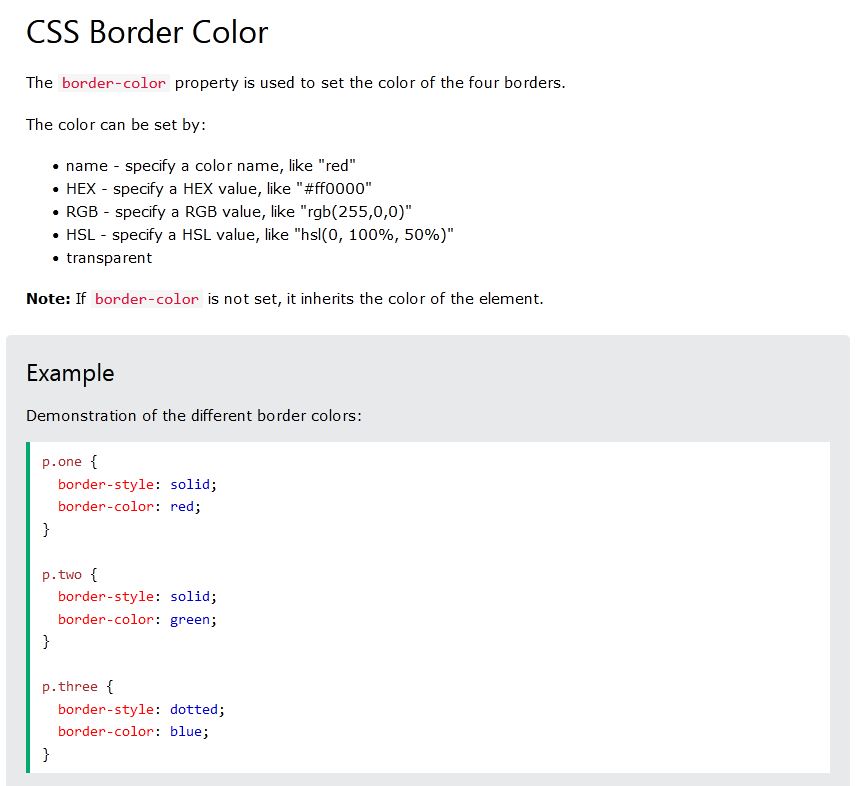 CSS Border Color
The border-color property is used to set the color of the four borders.
The color can be set by:
• name - specify a color name, like "red"
• HEX - specify a HEX value, like "#ff0000"
• RGB - specify a RGB value, like "rgb(255,0,0)"
• HSL - specify a HSL value, like "hsl(0, 100%, 50%)"
• transparent
Note: If border-color is not set, it inherits the color of the element.
Example
Demonstration of the different border colors:
p.one {
  border-style: solid;
  border-color: red;
}
p.two {
  border-style: solid;
  border-color: green;
}
p.three {
  border-style: dotted;
  border-color: blue;
}